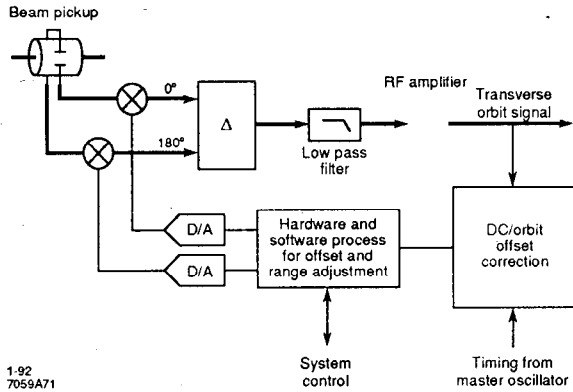 Beam pickup
0°
180°
Δ
Low pass
filter
RF amplifier
Transverse
orbit signal
D/A
D/A
Hardware and
software process
for offset and
range adjustment
DC/orbit
offset
correction
System
control
Timing from
master oscillator
1-92
7059A71